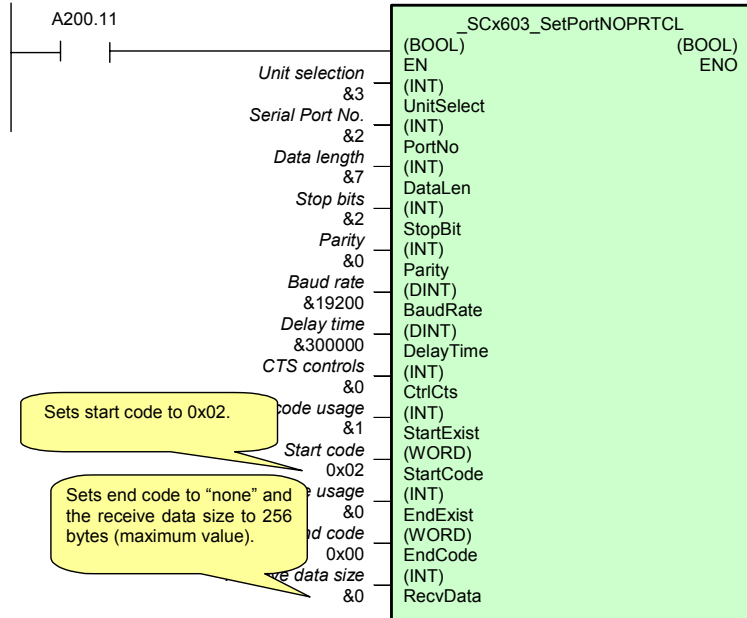 A200.11
_SCx603_SetPortNOPRTCL
(BOOL) (BOOL)
EN ENO
Unit selection (INT)
&3 UnitSelect
Serial Port No. (INT)
&2 PortNo
Data length (INT)
&7 DataLen
Stop bits (INT)
&2 StopBit
Parity (INT)
&0 Parity
Baud rate (DINT)
&19200 BaudRate
Delay time (DINT)
&300000 DelayTime
CTS controls (INT)
&0 CtrlCts
Sets start code to 0x02.
code usage (INT)
&1 StartExist
Start code (WORD)
0x02 StartCode
Sets end code to “none” and
the receive data size to 256
bytes (maximum value).
usage (INT)
&0 EndExist
code (WORD)
0x00 EndCode
data size (INT)
&0 RecvData